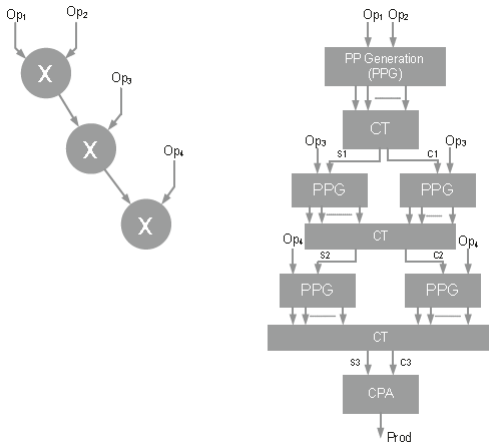 Op₁
Op₂
X
Op₃
X
Op₄
X
Op₁ Op₂
PP Generation
(PPG)
CT
Op₃ S1 C1 Op₃
PPG PPG
CT
Op₄ S2 C2 Op₄
PPG PPG
CT
S3 C3
CPA
Prod